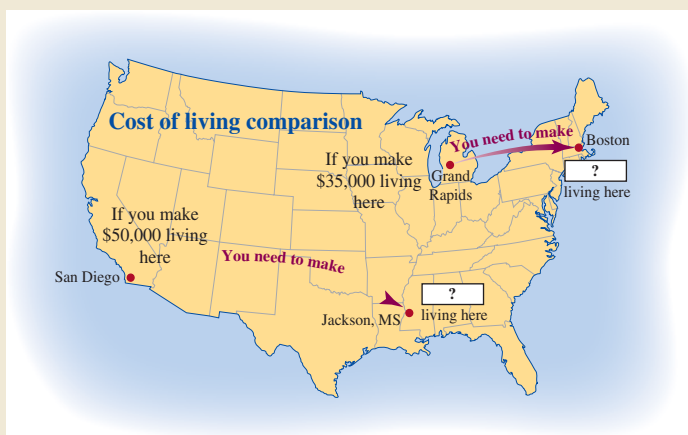 Cost of living comparison
You need to make
Boston
?
living here
If you make
$35,000 living
here
Grand
Rapids
If you make
$50,000 living
here
San Diego
You need to make
?
living here
Jackson, MS